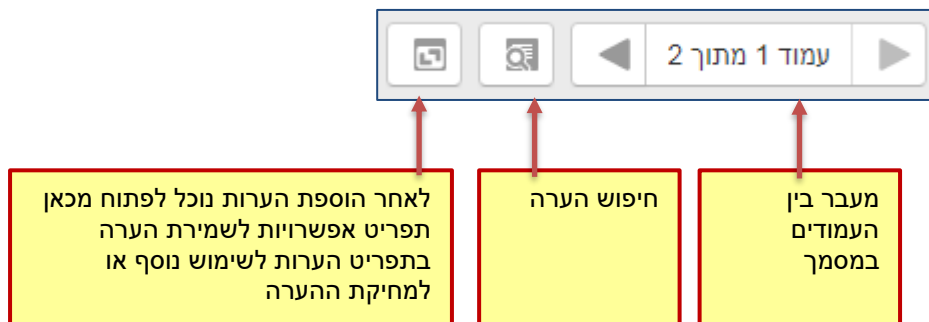 עמוד 1 מתוך 2
מעבר בין
העמודים
במסמך
חיפוש הערה
לאחר הוספת הערות נוכל לפתוח מכאן
תפריט אפשרויות לשמירת הערה
בתפריט הערות לשימוש נוסף או
למחיקת ההערה